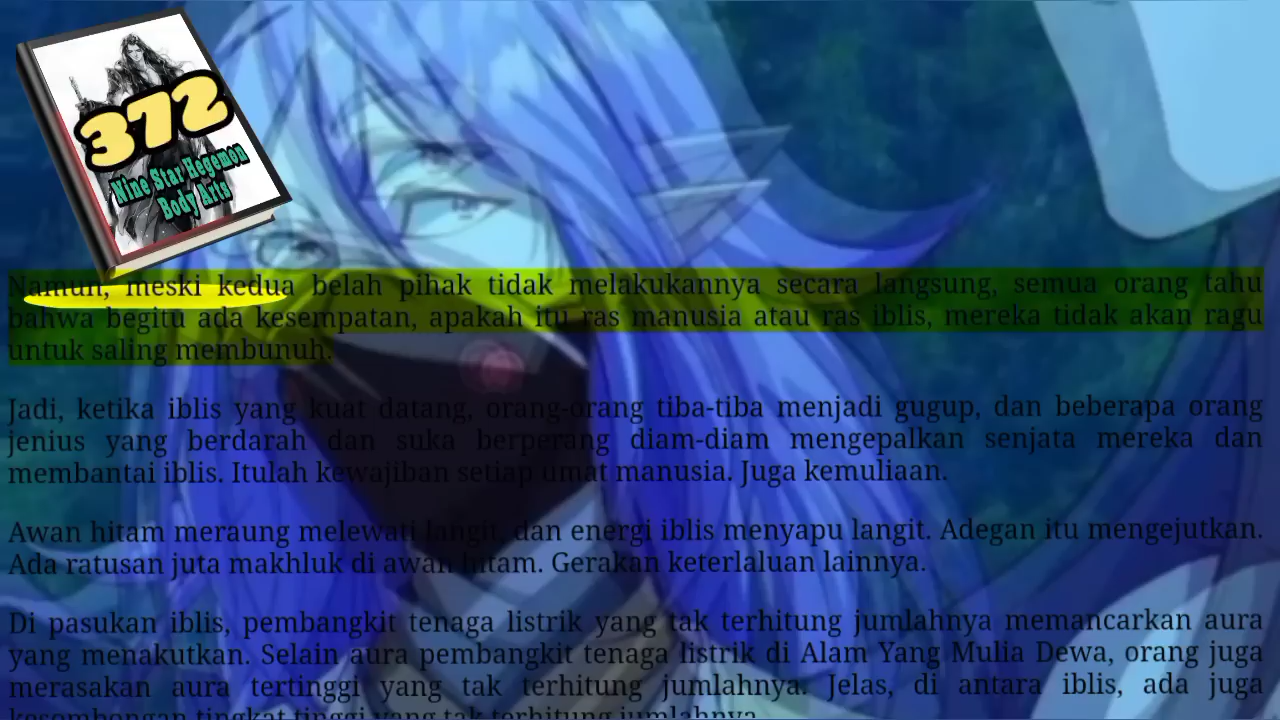 372
Nine Star Hegemon
Body Arts
Namun, meski kedua belah pihak tidak melakukannya secara langsung, semua orang tahu
bahwa begitu ada kesempatan, apakah itu ras manusia atau ras iblis, mereka tidak akan ragu
untuk saling membunuh.
Jadi, ketika iblis yang kuat datang, orang-orang tiba-tiba menjadi gugup, dan beberapa orang
jenius yang berdarah dan suka berperang diam-diam mengepalkan senjata mereka dan
membantai iblis. Itulah kewajiban setiap umat manusia. Juga kemuliaan.
Awan hitam meraung melewati langit, dan energi iblis menyapu langit. Adegan itu mengejutkan.
Ada ratusan juta makhluk di awan hitam. Gerakan keterlaluan lainnya.
Di pasukan iblis, pembangkit tenaga listrik yang tak terhitung jumlahnya memancarkan aura
yang menakutkan. Selain aura pembangkit tenaga listrik di Alam Yang Mulia Dewa, orang juga
merasakan aura tertinggi yang tak terhitung jumlahnya. Jelas, di antara iblis, ada juga
kesombongan tingkat tinggi yang tak terhitung jumlahnya.